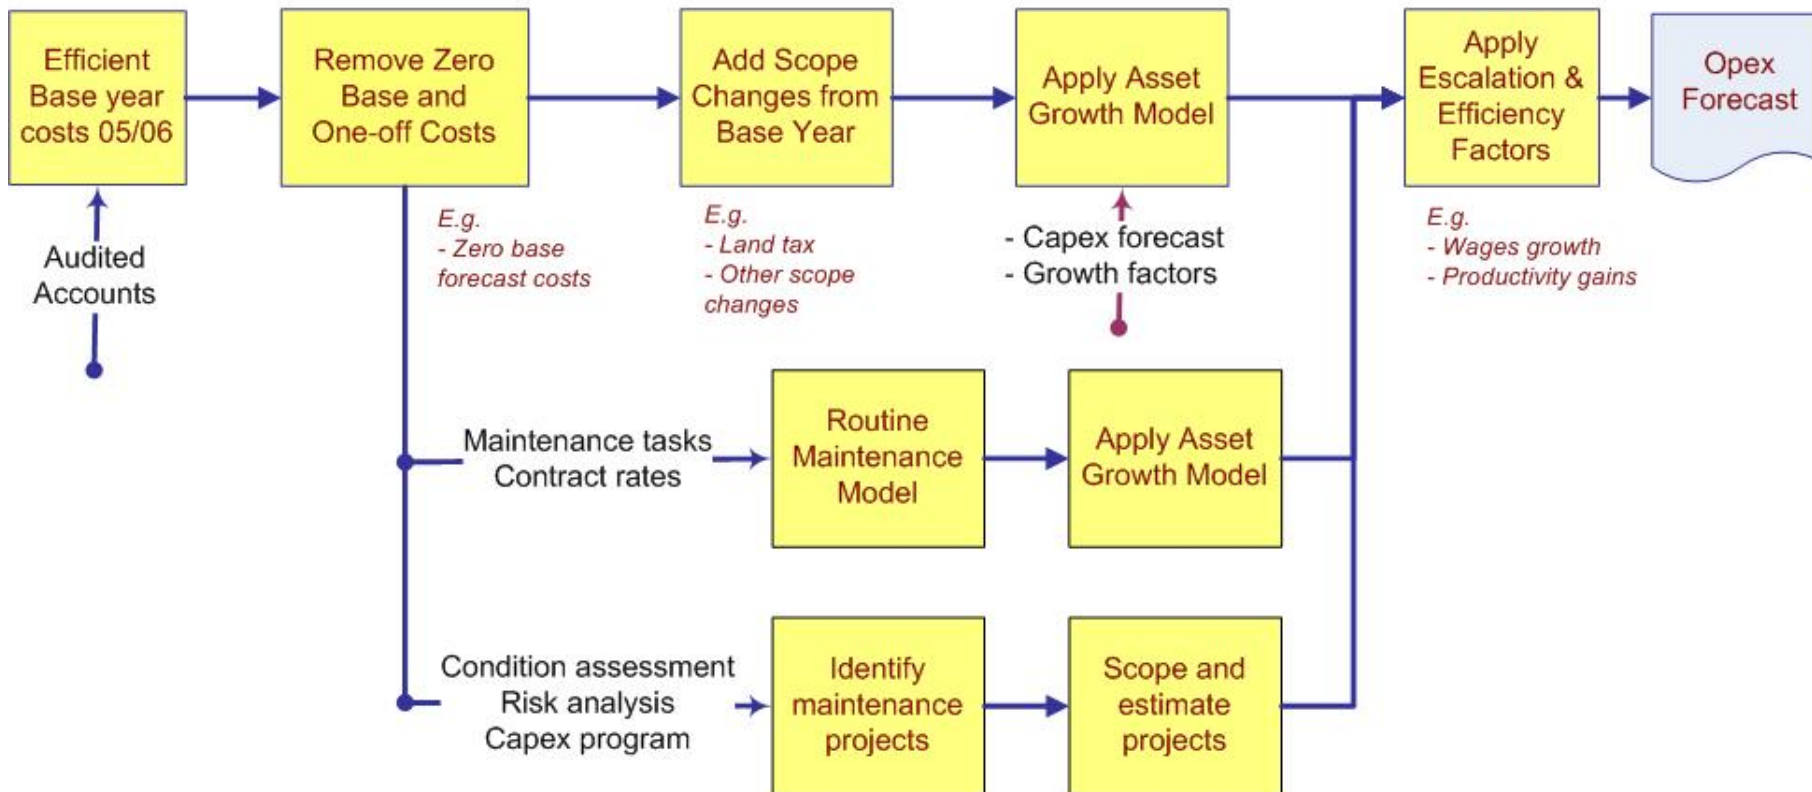 Efficient
Base year
costs 05/06
Remove Zero
Base and
One-off Costs
Add Scope
Changes from
Base Year
Apply Asset
Growth Model
Apply
Escalation &
Efficiency
Factors
Opex
Forecast
Audited
Accounts
E.g.
- Zero base
forecast costs
E.g.
- Land tax
- Other scope
changes
- Capex forecast
- Growth factors
E.g.
- Wages growth
- Productivity gains
Maintenance tasks
Contract rates
Routine
Maintenance
Model
Apply Asset
Growth Model
Condition assessment
Risk analysis
Capex program
Identify
maintenance
projects
Scope and
estimate
projects